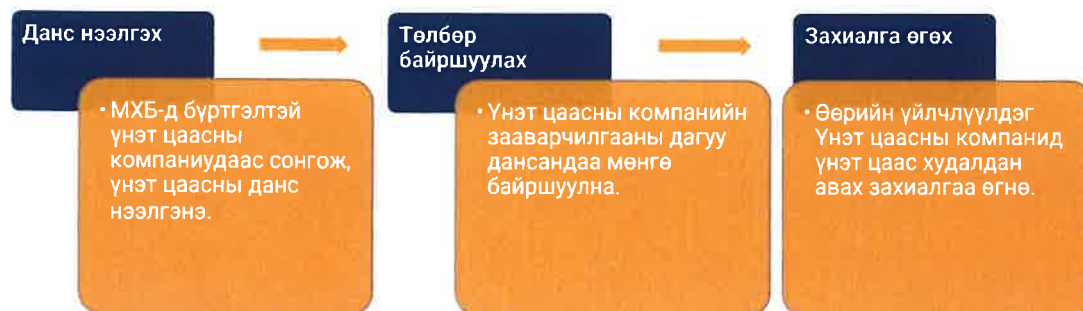 Данс нээлгэх
• МХБ-д бүртгэлтэй
үнэт цаасны
компаниудаас сонгож,
үнэт цаасны данс
нээлгэнэ.
Төлбөр
байршуулах
• Үнэт цаасны компанийн
зааварчилгааны дагуу
дансандаа мөнгө
байршуулна.
Захиалга өгөх
• Өөрийн үйлчлүүлдэг
Үнэт цаасны компанид
үнэт цаас худалдан
авах захиалгаа өгнө.